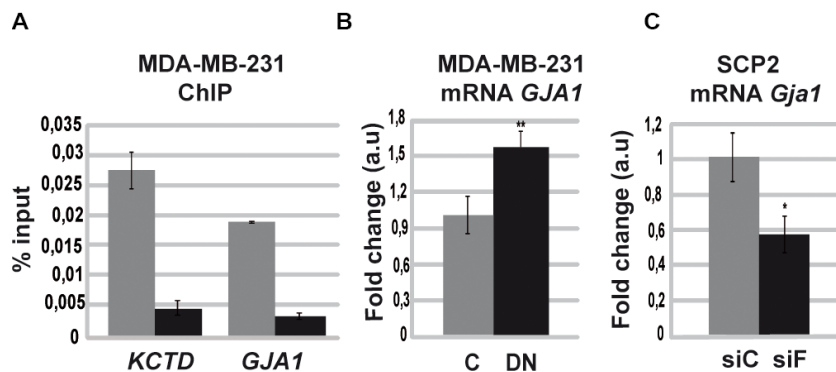 A
MDA-MB-231
ChIP
% input
0,035
0,03
0,025
0,02
0,015
0,01
0,005
0
KCTD GJA1
B
MDA-MB-231
mRNA GJA1
Fold change (a.u)
1,8
1,5
1,2
0,9
0,6
0,3
0
**
C DN
C
SCP2
mRNA Gja1
Fold change (a.u)
1,2
1
0,8
0,6
0,4
0,2
0
*
siC siF